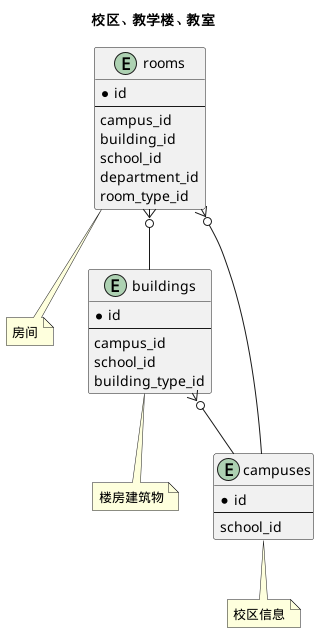 校区、教学楼、教室
E rooms
* id
campus_id
building_id
school_id
department_id
room_type_id
房间
E buildings
* id
campus_id
school_id
building_type_id
楼房建筑物
E campuses
* id
school_id
校区信息